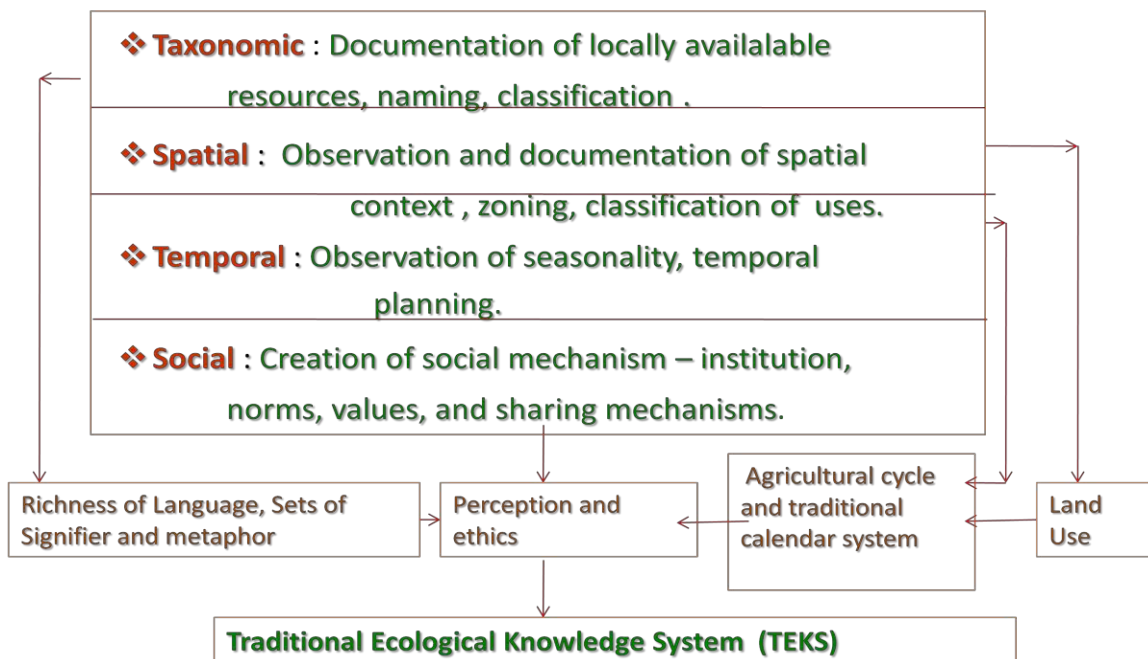 ❖ Taxonomic : Documentation of locally availalable
resources, naming, classification .
❖ Spatial : Observation and documentation of spatial
context , zoning, classification of uses.
❖ Temporal : Observation of seasonality, temporal
planning.
❖ Social : Creation of social mechanism – institution,
norms, values, and sharing mechanisms.
Richness of Language, Sets of
Signifier and metaphor
Perception and
ethics
Agricultural cycle
and traditional
calendar system
Land
Use
Traditional Ecological Knowledge System (TEKS)